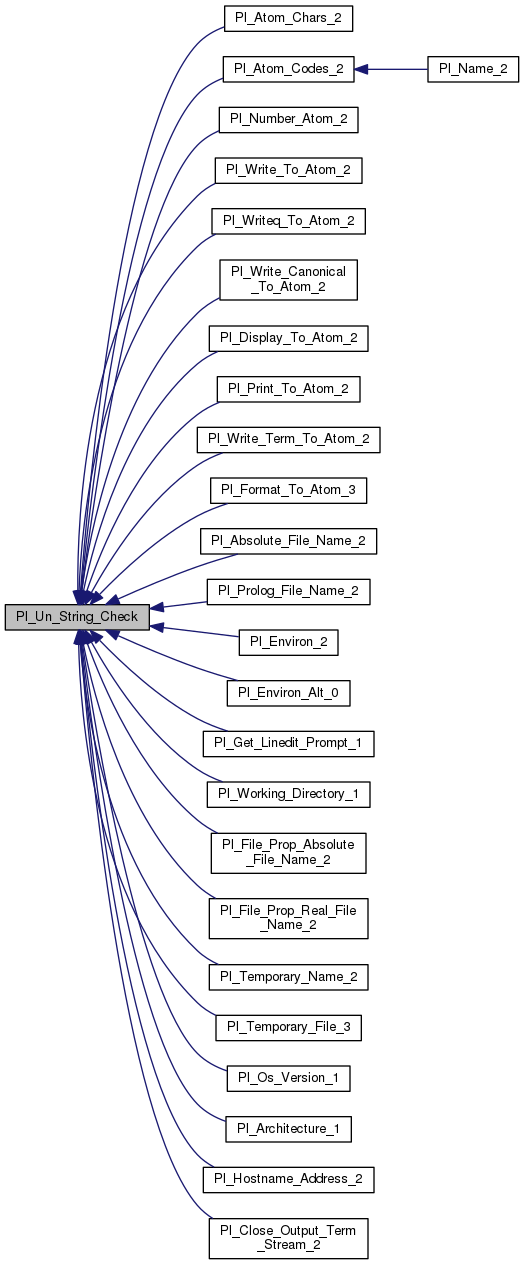 Pl_Atom_Chars_2
Pl_Atom_Codes_2
Pl_Name_2
Pl_Number_Atom_2
Pl_Write_To_Atom_2
Pl_Writeq_To_Atom_2
Pl_Write_Canonical
_To_Atom_2
Pl_Display_To_Atom_2
Pl_Print_To_Atom_2
Pl_Write_Term_To_Atom_2
Pl_Format_To_Atom_3
Pl_Absolute_File_Name_2
Pl_Prolog_File_Name_2
Pl_Un_String_Check
Pl_Environ_2
Pl_Environ_Alt_0
Pl_Get_Linedit_Prompt_1
Pl_Working_Directory_1
Pl_File_Prop_Absolute
_File_Name_2
Pl_File_Prop_Real_File
_Name_2
Pl_Temporary_Name_2
Pl_Temporary_File_3
Pl_Os_Version_1
Pl_Architecture_1
Pl_Hostname_Address_2
Pl_Close_Output_Term
_Stream_2